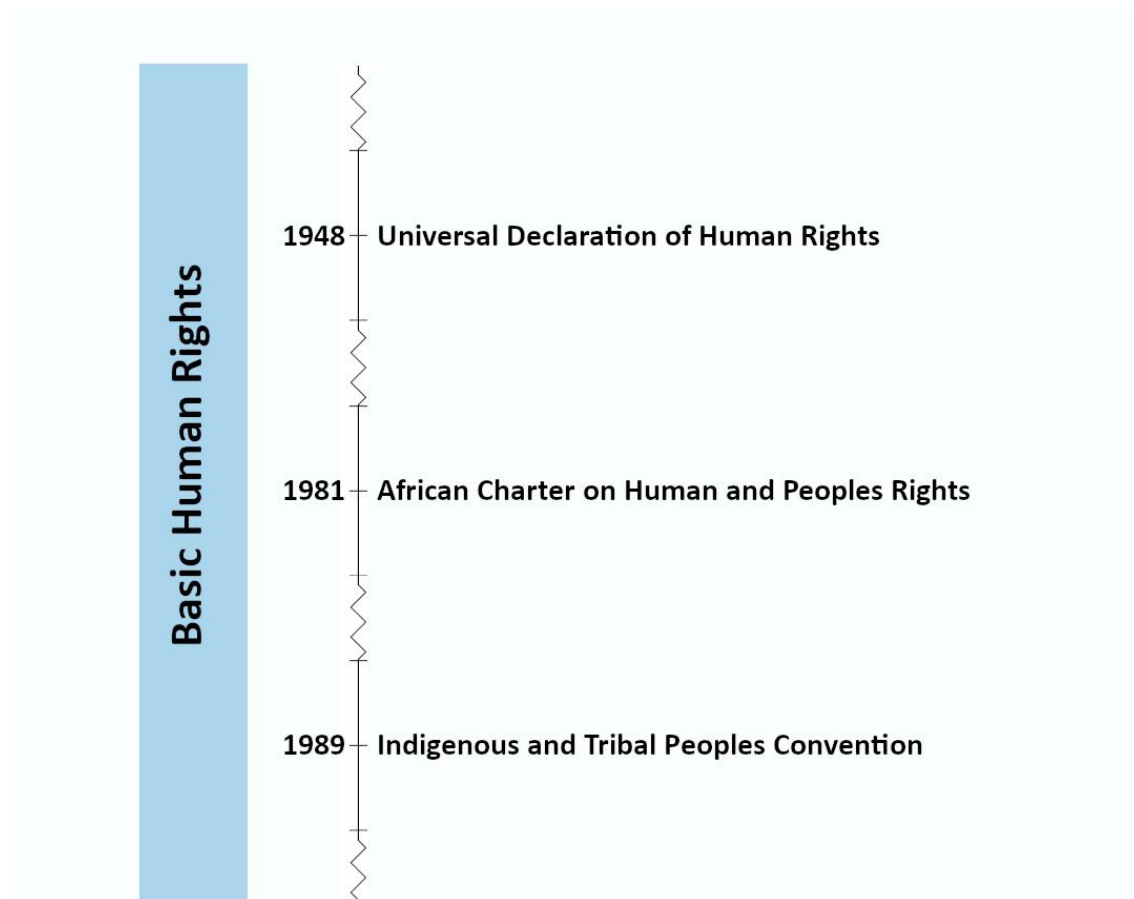 Basic Human Rights
1948 Universal Declaration of Human Rights
1981 African Charter on Human and Peoples Rights
1989 Indigenous and Tribal Peoples Convention